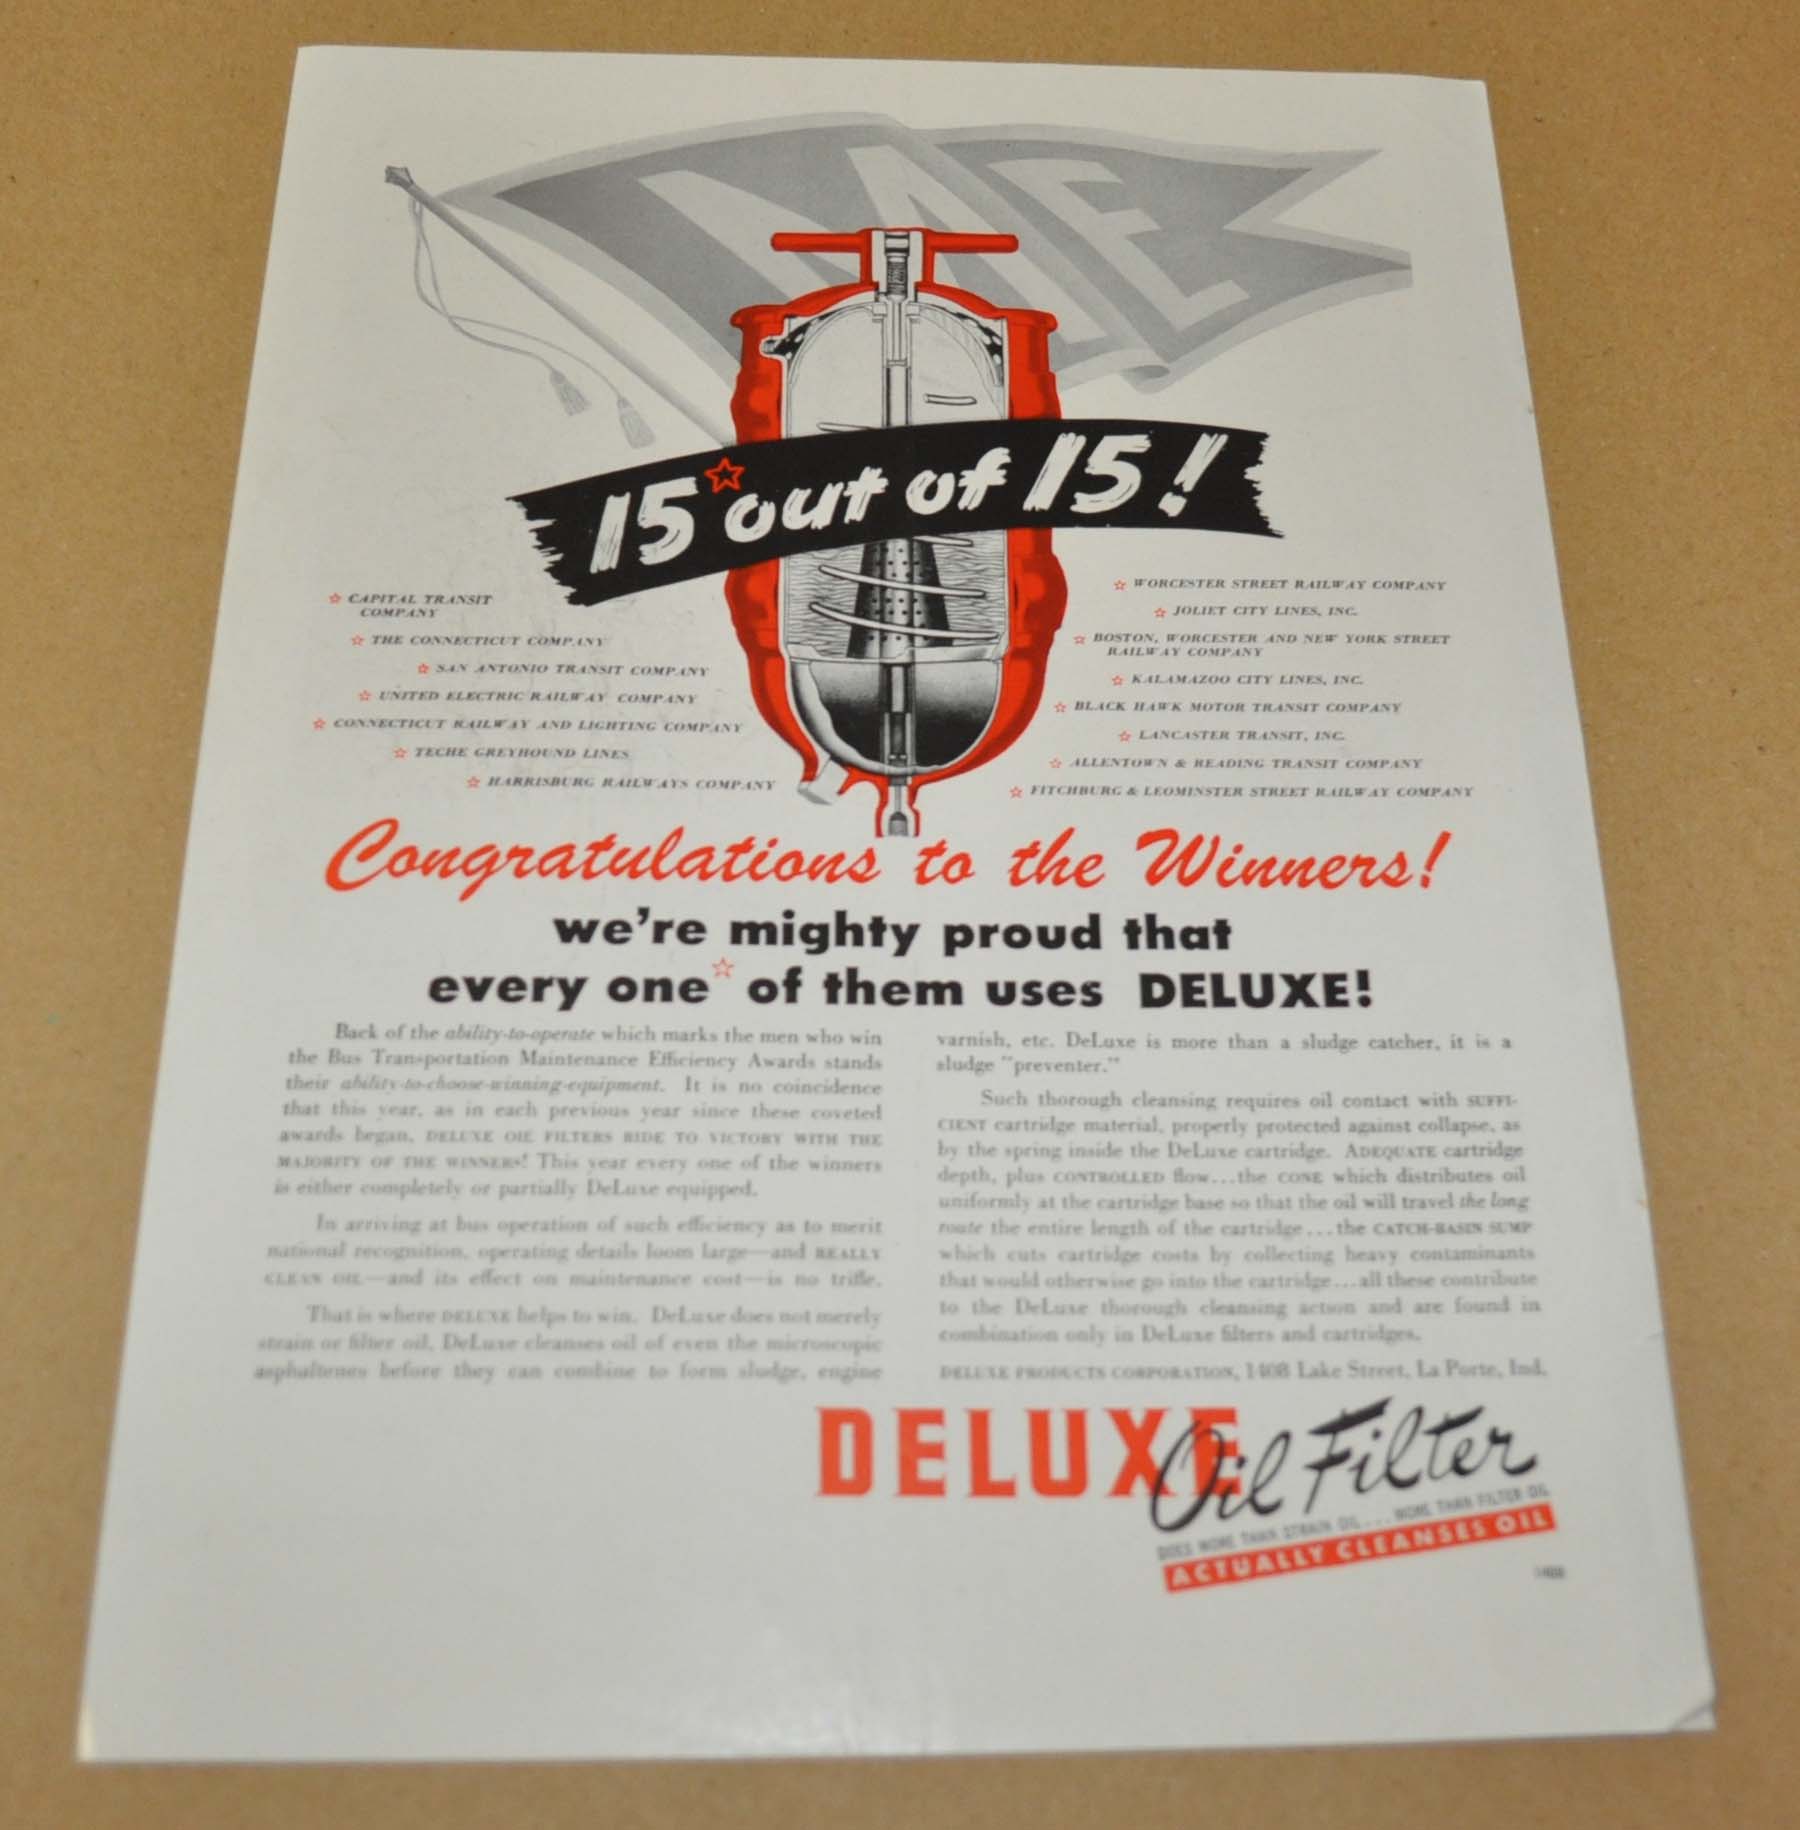 ME
15☆ out of 15!
☆ CAPITAL TRANSIT
COMPANY
☆ THE CONNECTICUT COMPANY
☆ SAN ANTONIO TRANSIT COMPANY
☆ UNITED ELECTRIC RAILWAY COMPANY
☆ CONNECTICUT RAILWAY AND LIGHTING COMPANY
☆ TECHE GREYHOUND LINES
☆ HARRISBURG RAILWAYS COMPANY
☆ WORCESTER STREET RAILWAY COMPANY
☆ JOLIET CITY LINES, INC.
☆ BOSTON, WORCESTER AND NEW YORK STREET
RAILWAY COMPANY
☆ KALAMAZOO CITY LINES, INC.
☆ BLACK HAWK MOTOR TRANSIT COMPANY
☆ LANCASTER TRANSIT, INC.
☆ ALLENTOWN & READING TRANSIT COMPANY
☆ FITCHBURG & LEOMINSTER STREET RAILWAY COMPANY
Congratulations to the Winners!
we're mighty proud that
every one☆ of them uses DELUXE!
Back of the ability-to-operate which marks the men who win
the Bus Transportation Maintenance Efficiency Awards stands
their ability-to-choose-winning-equipment. It is no coincidence
that this year, as in each previous year since these coveted
awards began, DELUXE OIL FILTERS RIDE TO VICTORY WITH THE
MAJORITY OF THE WINNERS! This year every one of the winners
is either completely or partially DeLuxe equipped.
In arriving at bus operation of such efficiency as to merit
national recognition, operating details loom large—and REALLY
CLEAN OIL—and its effect on maintenance cost—is no trifle.
That is where DELUXE helps to win. DeLuxe does not merely
strain or filter oil, DeLuxe cleanses oil of even the microscopic
asphaltenes before they can combine to form sludge, engine
varnish, etc. DeLuxe is more than a sludge catcher, it is a
sludge "preventer."
Such thorough cleansing requires oil contact with SUFFI-
CIENT cartridge material, properly protected against collapse, as
by the spring inside the DeLuxe cartridge. ADEQUATE cartridge
depth, plus CONTROLLED flow...the CONE which distributes oil
uniformly at the cartridge base so that the oil will travel the long
route the entire length of the cartridge...the CATCH-BASIN SUMP
which cuts cartridge costs by collecting heavy contaminants
that would otherwise go into the cartridge...all these contribute
to the DeLuxe thorough cleansing action and are found in
combination only in DeLuxe filters and cartridges.
DELUXE PRODUCTS CORPORATION, 1408 Lake Street, La Porte, Ind.
DELUXE Oil Filter
DOES MORE THAN STRAIN OIL...MORE THAN FILTER OIL
ACTUALLY CLEANSES OIL